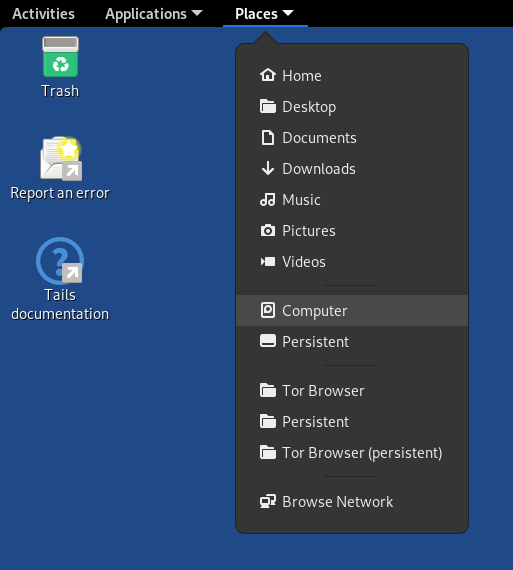 Activities Applications Places
Trash
Report an error
Tails
documentation
Home
Desktop
Documents
Downloads
Music
Pictures
Videos
Computer
Persistent
Tor Browser
Persistent
Tor Browser (persistent)
Browse Network